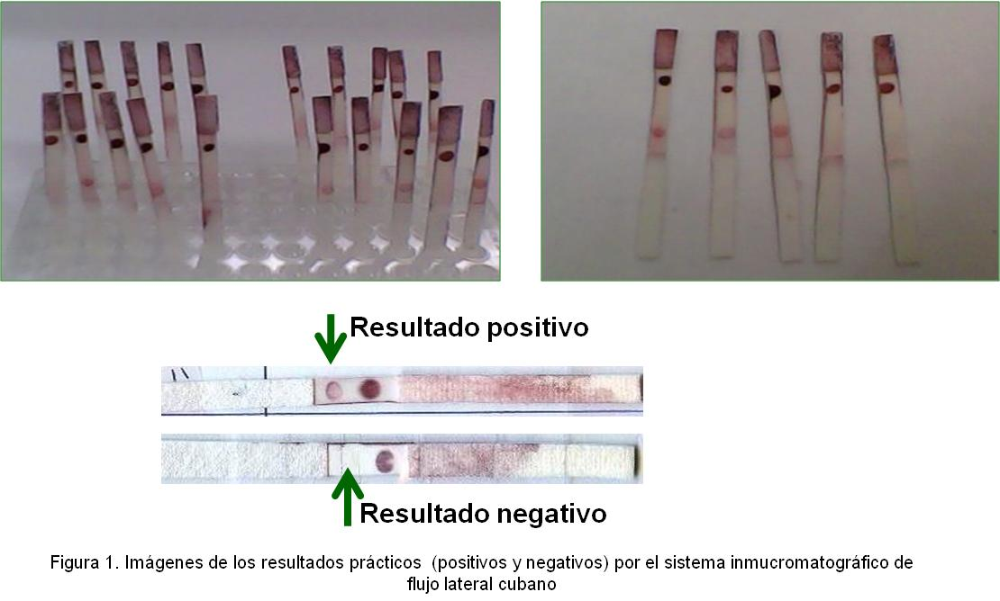 Resultado positivo
Resultado negativo
Figura 1. Imágenes de los resultados prácticos (positivos y negativos) por el sistema inmucromatográfico de
flujo lateral cubano